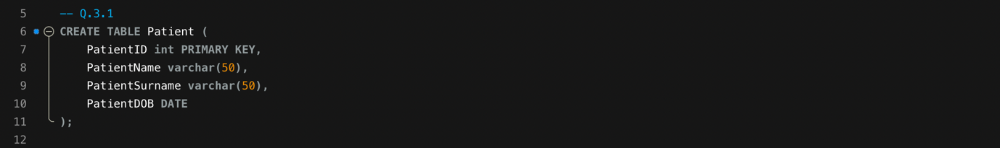 5 -- Q.3.1
6 CREATE TABLE Patient (
7 PatientID int PRIMARY KEY,
8 PatientName varchar(50),
9 PatientSurname varchar(50),
10 PatientDOB DATE
11 );
12